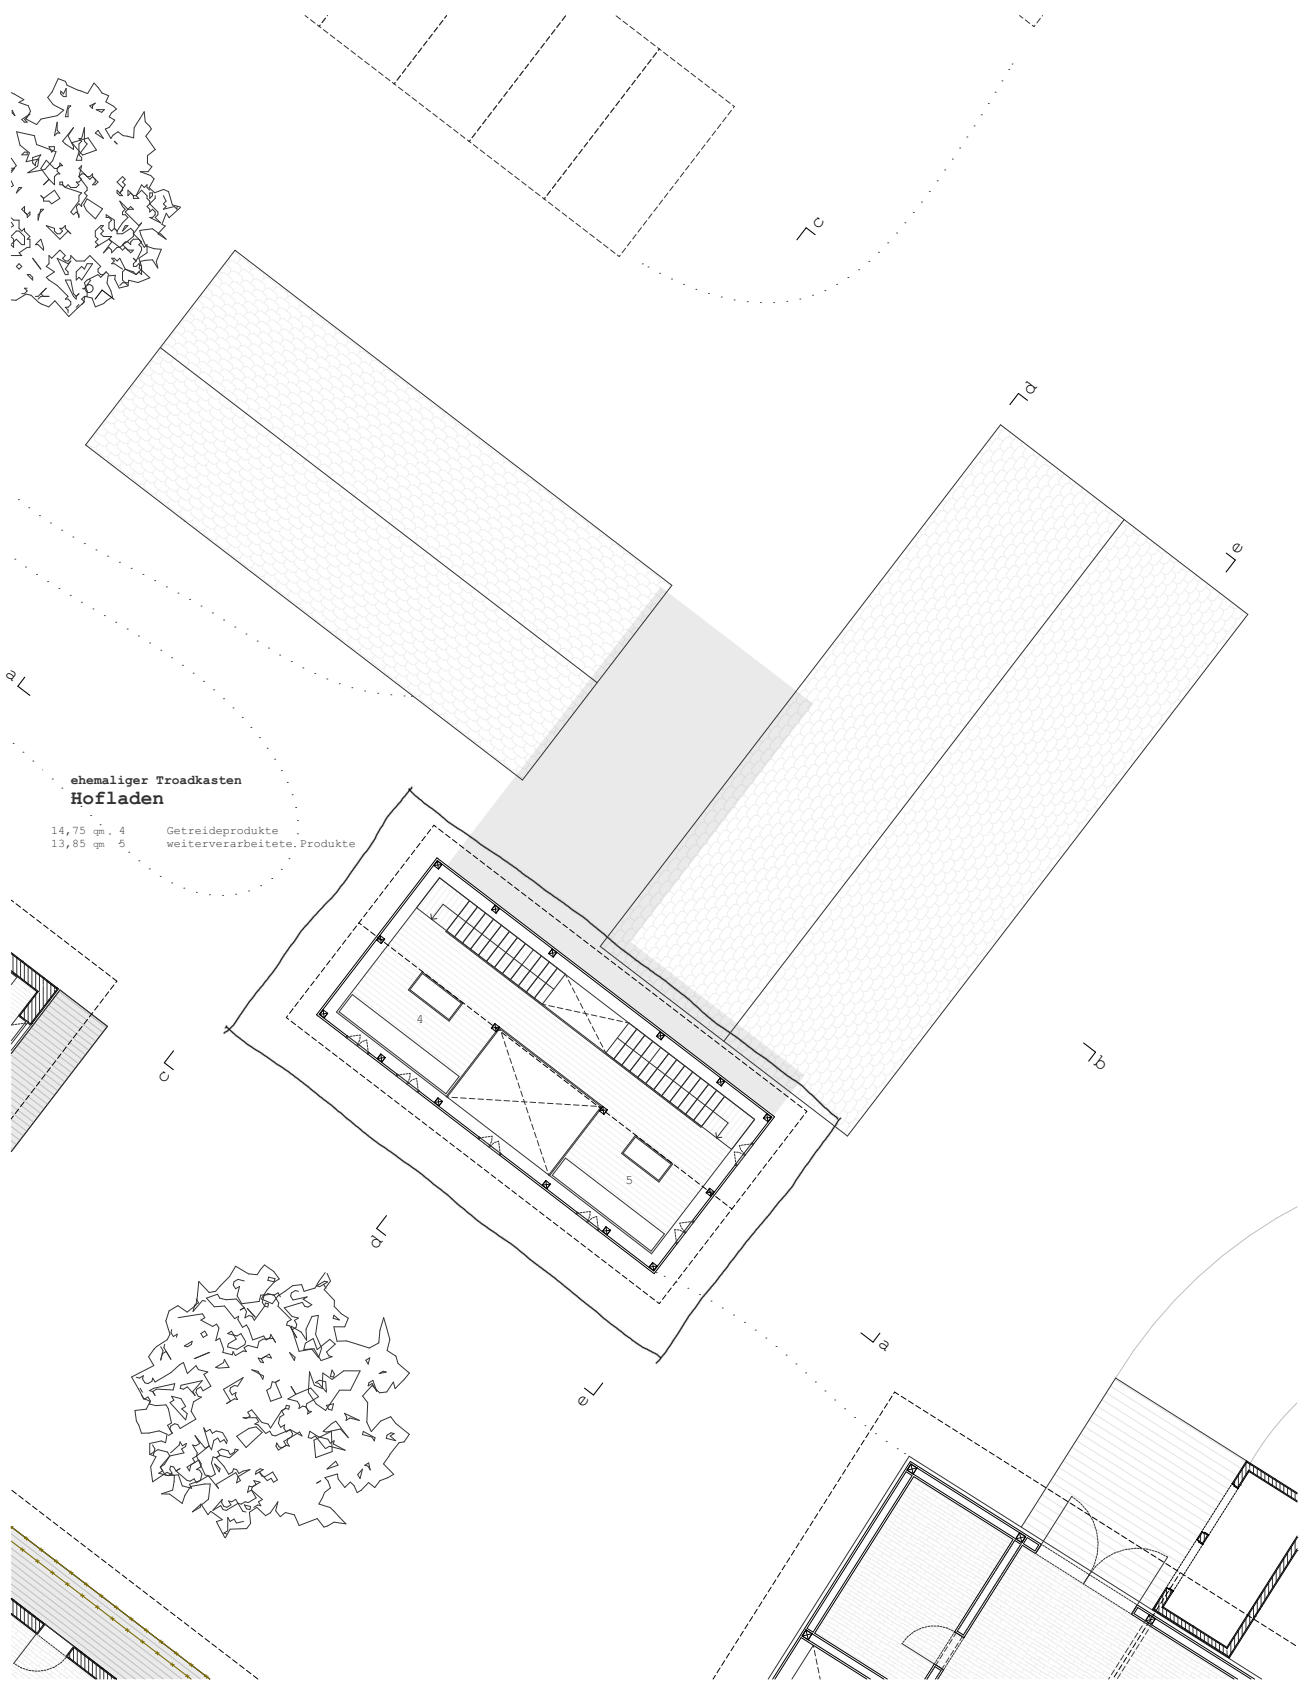 c
d
e
a
ehemaliger Troadkasten
Hofladen
14,75 qm 4 Getreideprodukte
13,85 qm 5 weiterverarbeitete Produkte
4
c
b
5
d
a
e